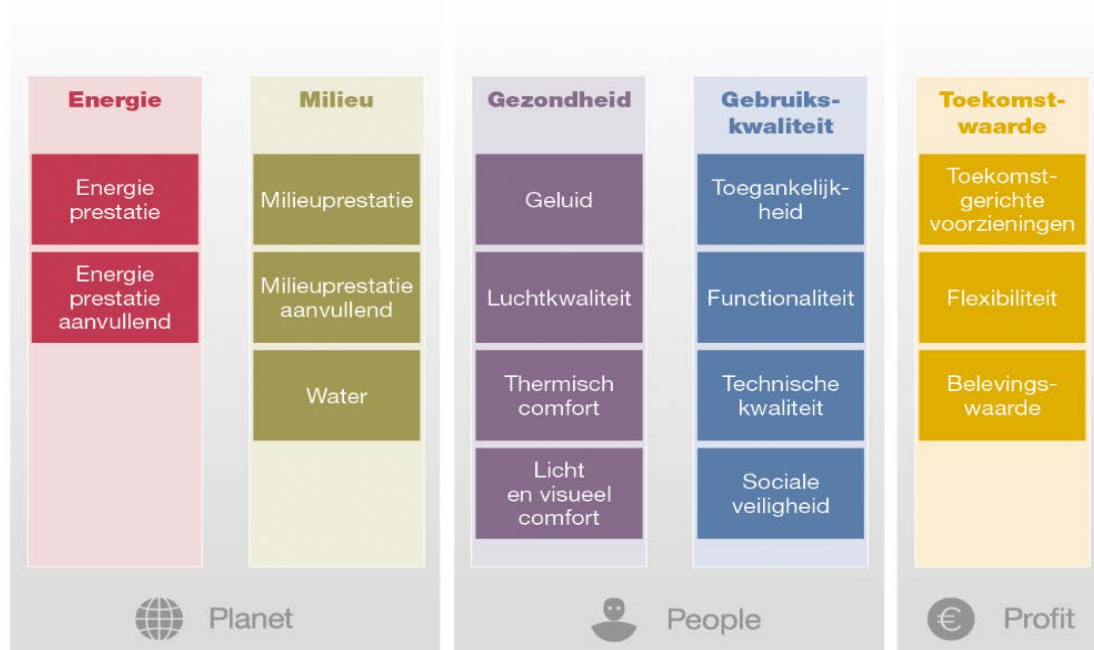 Energie
Energie
prestatie
Energie
prestatie
aanvullend
Milieu
Milieuprestatie
Milieuprestatie
aanvullend
Water
Planet
Gezondheid
Geluid
Luchtkwaliteit
Thermisch
comfort
Licht
en visueel
comfort
Gebruiks-
kwaliteit
Toegankelijk-
heid
Functionaliteit
Technische
kwaliteit
Sociale
veiligheid
People
Toekomst-
waarde
Toekomst-
gerichte
voorzieningen
Flexibiliteit
Belevings-
waarde
€ Profit